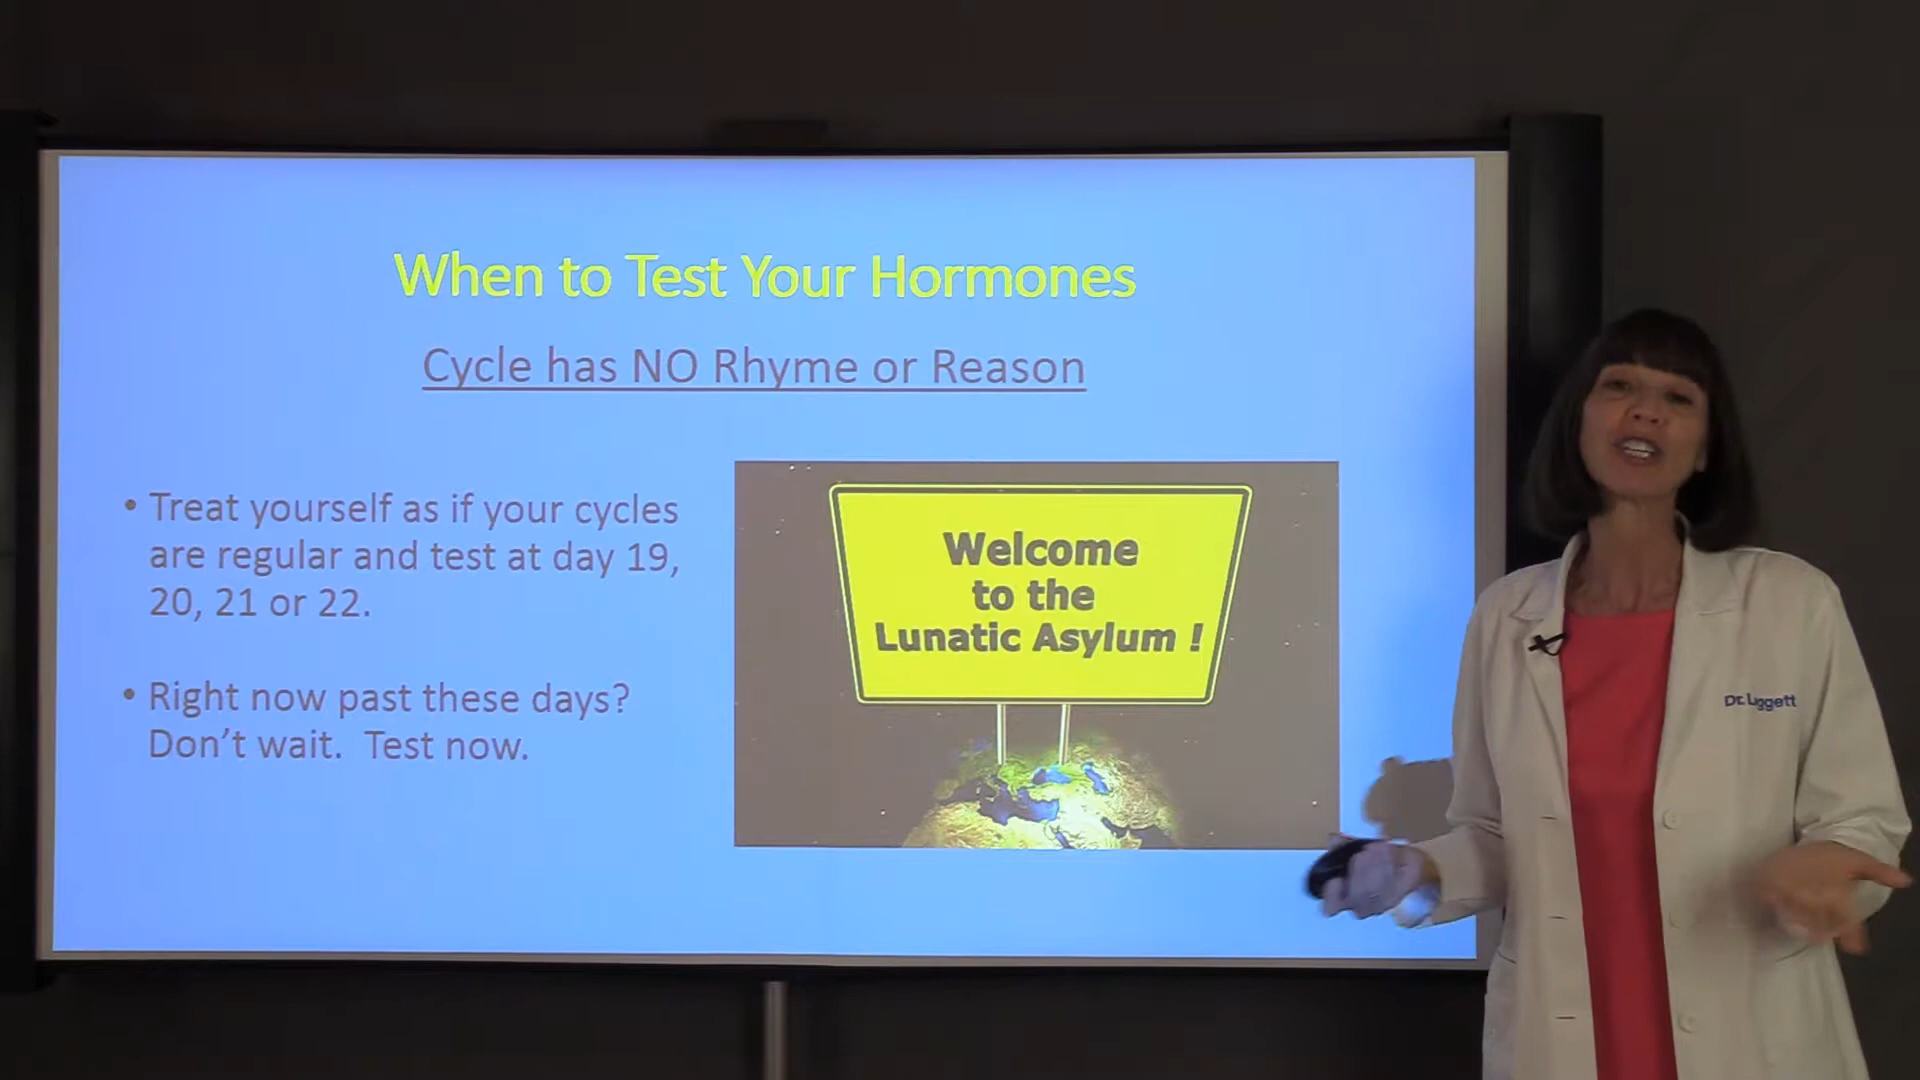 When to Test Your Hormones
Cycle has NO Rhyme or Reason
• Treat yourself as if your cycles
are regular and test at day 19,
20, 21 or 22.
• Right now past these days?
Don't wait. Test now.
Welcome
to the
Lunatic Asylum !
Dr.